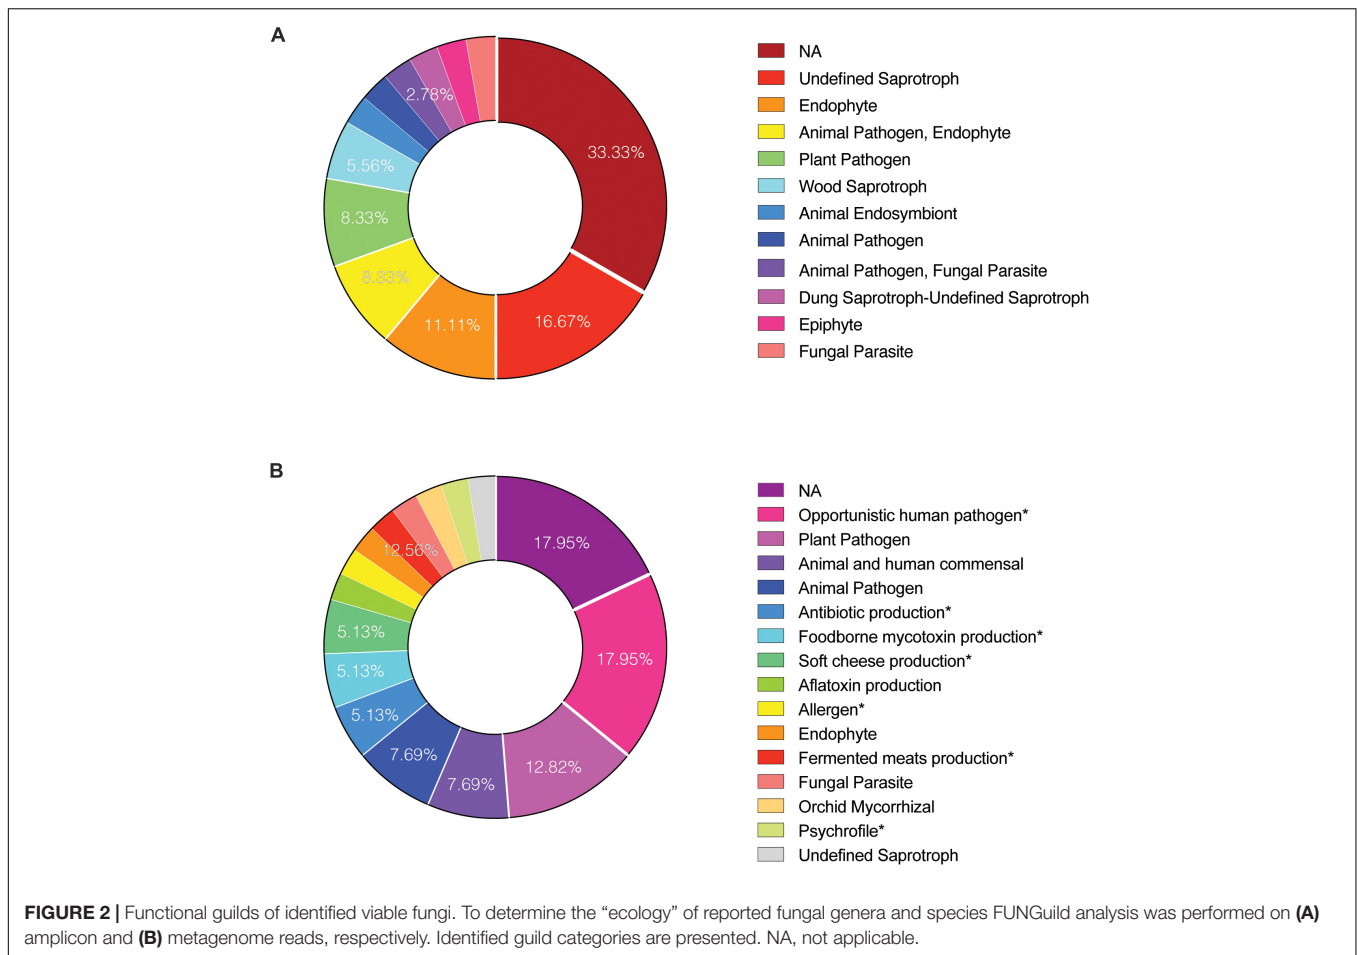 A
2.78%
33.33%
5.56%
8.33%
8.33%
11.11%
16.67%
NA
Undefined Saprotroph
Endophyte
Animal Pathogen, Endophyte
Plant Pathogen
Wood Saprotroph
Animal Endosymbiont
Animal Pathogen
Animal Pathogen, Fungal Parasite
Dung Saprotroph-Undefined Saprotroph
Epiphyte
Fungal Parasite
B
17.95%
12.56%
5.13%
17.95%
5.13%
5.13%
7.69%
12.82%
7.69%
NA
Opportunistic human pathogen*
Plant Pathogen
Animal and human commensal
Animal Pathogen
Antibiotic production*
Foodborne mycotoxin production*
Soft cheese production*
Aflatoxin production
Allergen*
Endophyte
Fermented meats production*
Fungal Parasite
Orchid Mycorrhizal
Psychrofile*
Undefined Saprotroph
FIGURE 2 | Functional guilds of identified viable fungi. To determine the “ecology” of reported fungal genera and species FUNGuild analysis was performed on (A)
amplicon and (B) metagenome reads, respectively. Identified guild categories are presented. NA, not applicable.